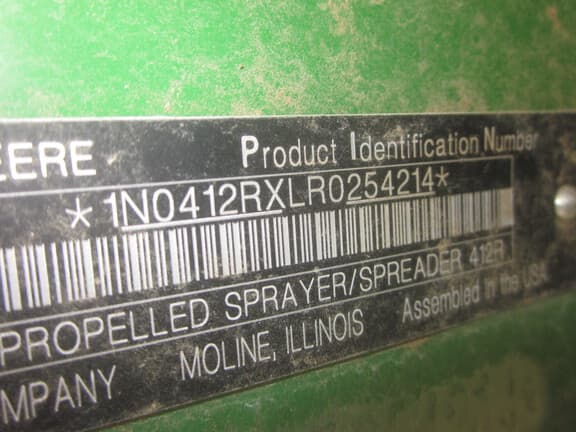 EERE Product Identification Number
*1N0412RXLR0254214*
PROPELLED SPRAYER/SPREADER 412R
MPANY MOLINE, ILLINOIS Assembled in the USA